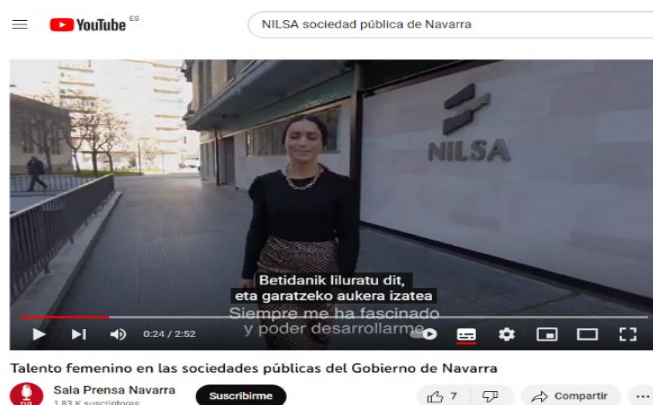 YouTube ES
NILSA sociedad pública de Navarra
NILSA
Betidanik liluratu dit,
eta garatzeko aukera izatea
Siempre me ha fascinado
y poder desarrollarme
0:24 / 2:52
Talento femenino en las sociedades públicas del Gobierno de Navarra
na
Sala Prensa Navarra
1,83 K suscriptores
Suscribirme
7
Compartir